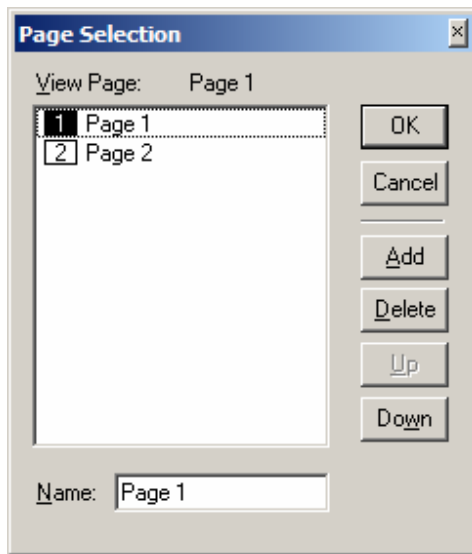 Page Selection
View Page: Page 1
1 Page 1
2 Page 2
OK
Cancel
Add
Delete
Up
Down
Name: Page 1